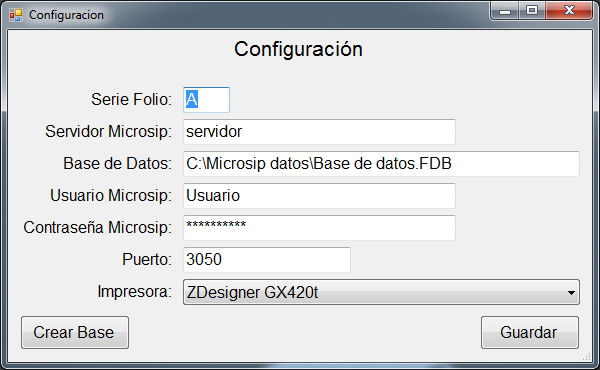 Configuracion
Configuración
Serie Folio: A
Servidor Microsip: servidor
Base de Datos: C:\Microsip datos\Base de datos.FDB
Usuario Microsip: Usuario
Contraseña Microsip: **********
Puerto: 3050
Impresora: ZDesigner GX420t
Crear Base Guardar